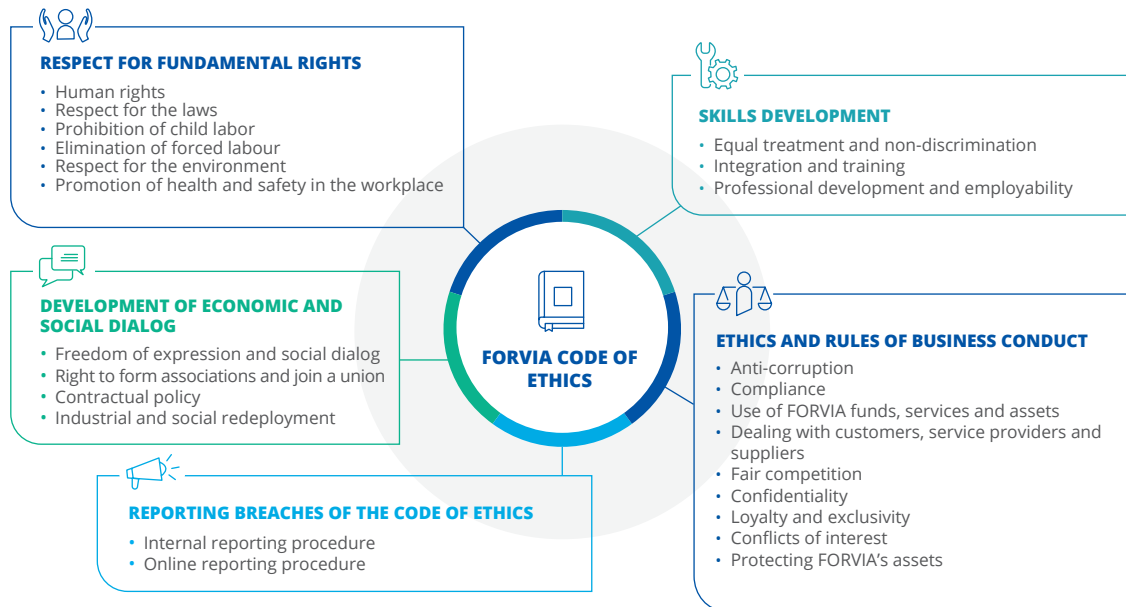 RESPECT FOR FUNDAMENTAL RIGHTS
• Human rights
• Respect for the laws
• Prohibition of child labor
• Elimination of forced labour
• Respect for the environment
• Promotion of health and safety in the workplace
SKILLS DEVELOPMENT
• Equal treatment and non-discrimination
• Integration and training
• Professional development and employability
DEVELOPMENT OF ECONOMIC AND
SOCIAL DIALOG
• Freedom of expression and social dialog
• Right to form associations and join a union
• Contractual policy
• Industrial and social redeployment
FORVIA CODE OF
ETHICS
ETHICS AND RULES OF BUSINESS CONDUCT
• Anti-corruption
• Compliance
• Use of FORVIA funds, services and assets
• Dealing with customers, service providers and
suppliers
• Fair competition
• Confidentiality
• Loyalty and exclusivity
• Conflicts of interest
• Protecting FORVIA's assets
REPORTING BREACHES OF THE CODE OF ETHICS
• Internal reporting procedure
• Online reporting procedure